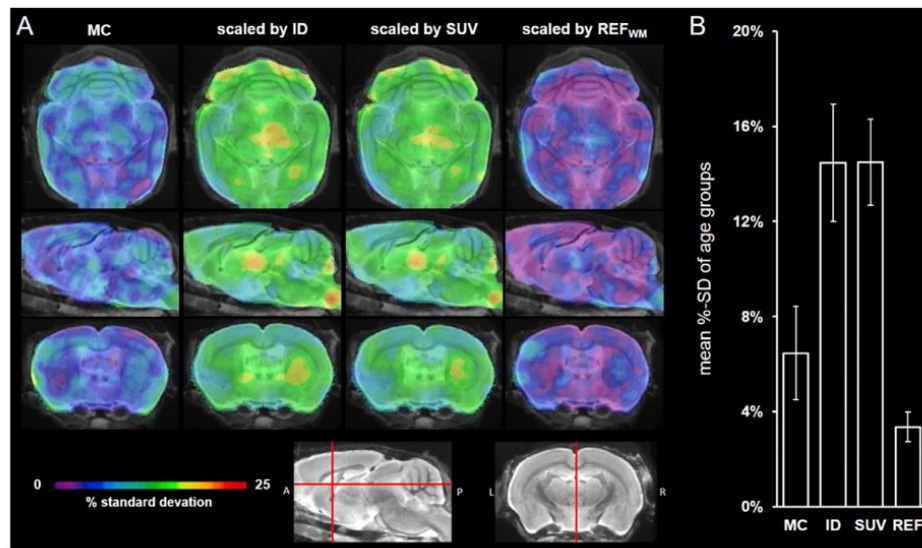 A
MC
scaled by ID
scaled by SUV
scaled by REFWM
0
25
% standard devation
A
P
L
R
B
mean %-SD of age groups
20%
16%
12%
8%
4%
0%
MC
ID
SUV
REF